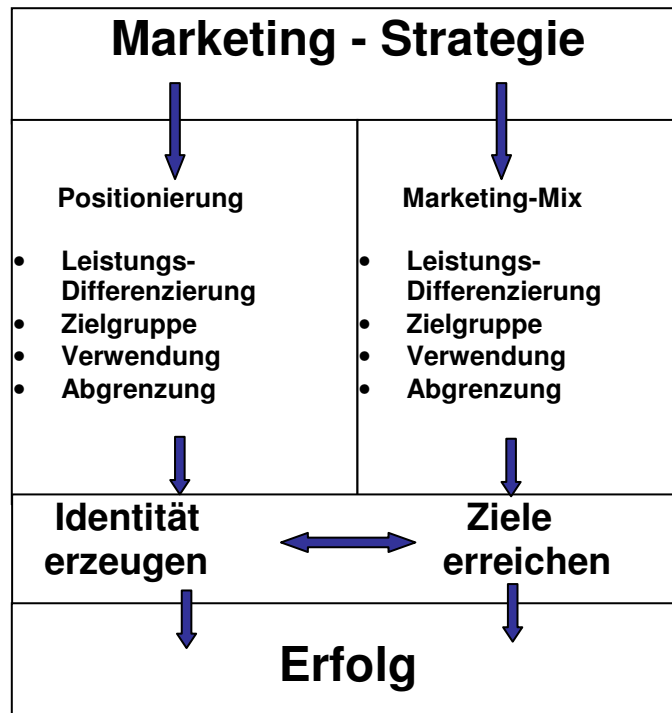 Marketing - Strategie
Positionierung
• Leistungs-
Differenzierung
• Zielgruppe
• Verwendung
• Abgrenzung
Marketing-Mix
• Leistungs-
Differenzierung
• Zielgruppe
• Verwendung
• Abgrenzung
Identität
erzeugen
Ziele
erreichen
Erfolg